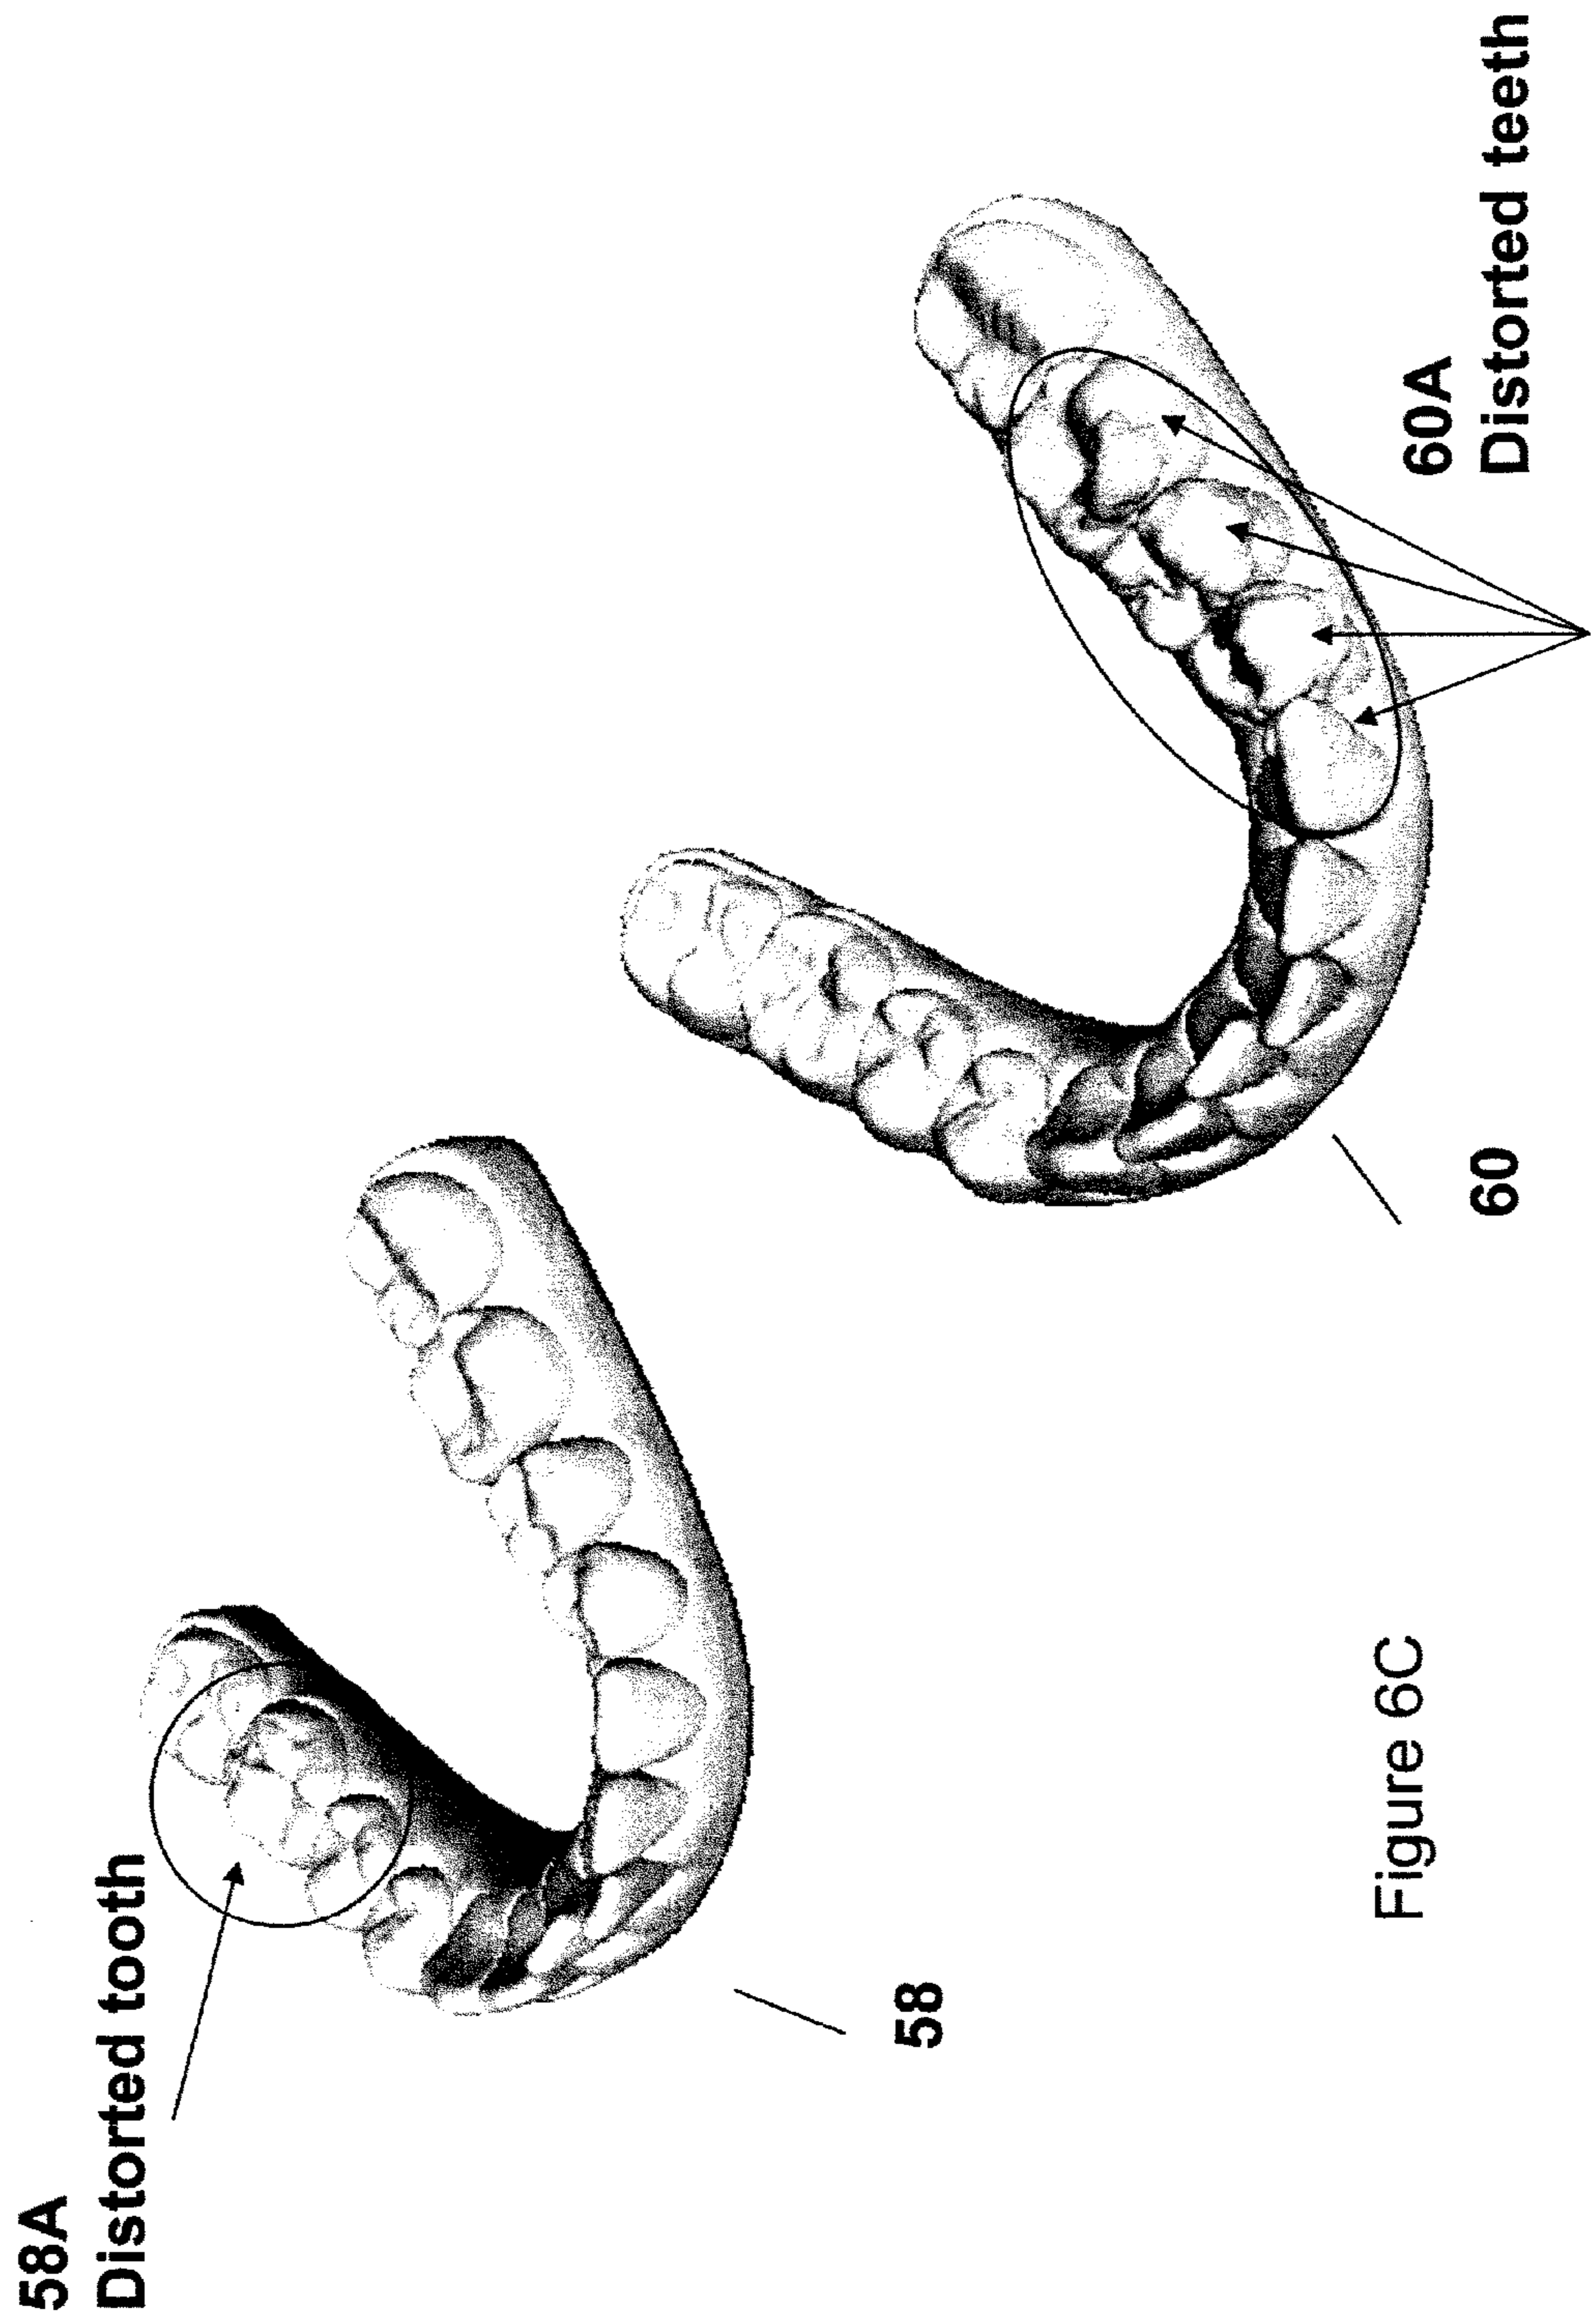 58A
Distorted tooth
58
60
60A
Distorted teeth
Figure 6C